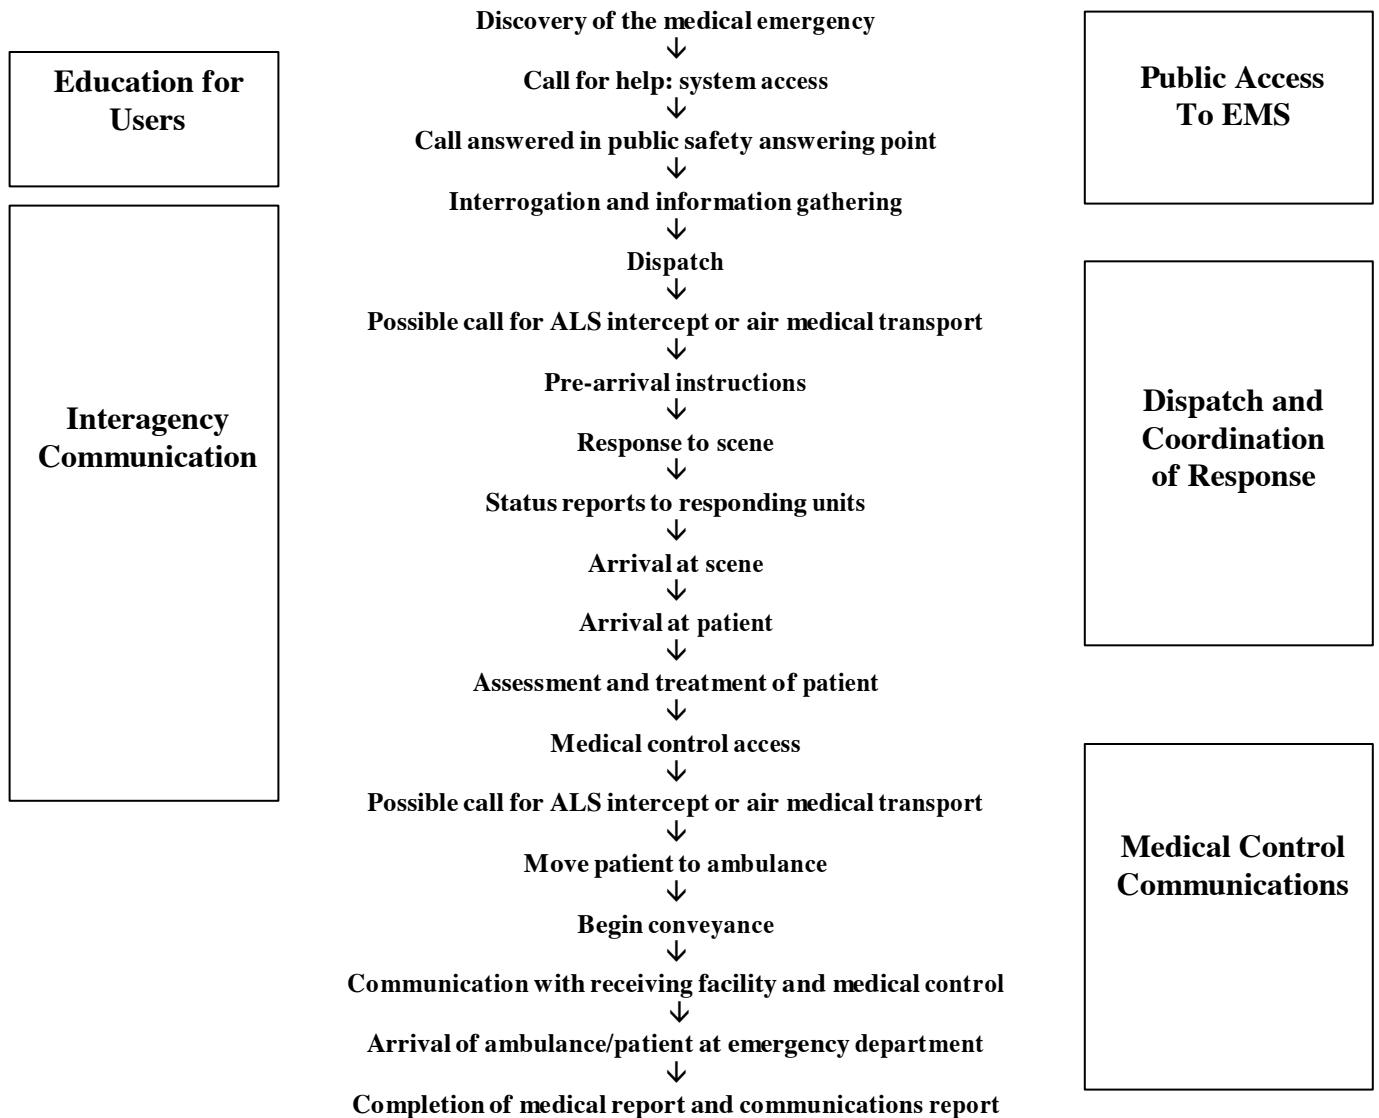 Discovery of the medical emergency
Education for
Users
Call for help: system access
Public Access
To EMS
Call answered in public safety answering point
Interrogation and information gathering
Dispatch
Possible call for ALS intercept or air medical transport
Pre-arrival instructions
Interagency
Communication
Response to scene
Dispatch and
Coordination
of Response
Status reports to responding units
Arrival at scene
Arrival at patient
Assessment and treatment of patient
Medical control access
Possible call for ALS intercept or air medical transport
Move patient to ambulance
Medical Control
Communications
Begin conveyance
Communication with receiving facility and medical control
Arrival of ambulance/patient at emergency department
Completion of medical report and communications report